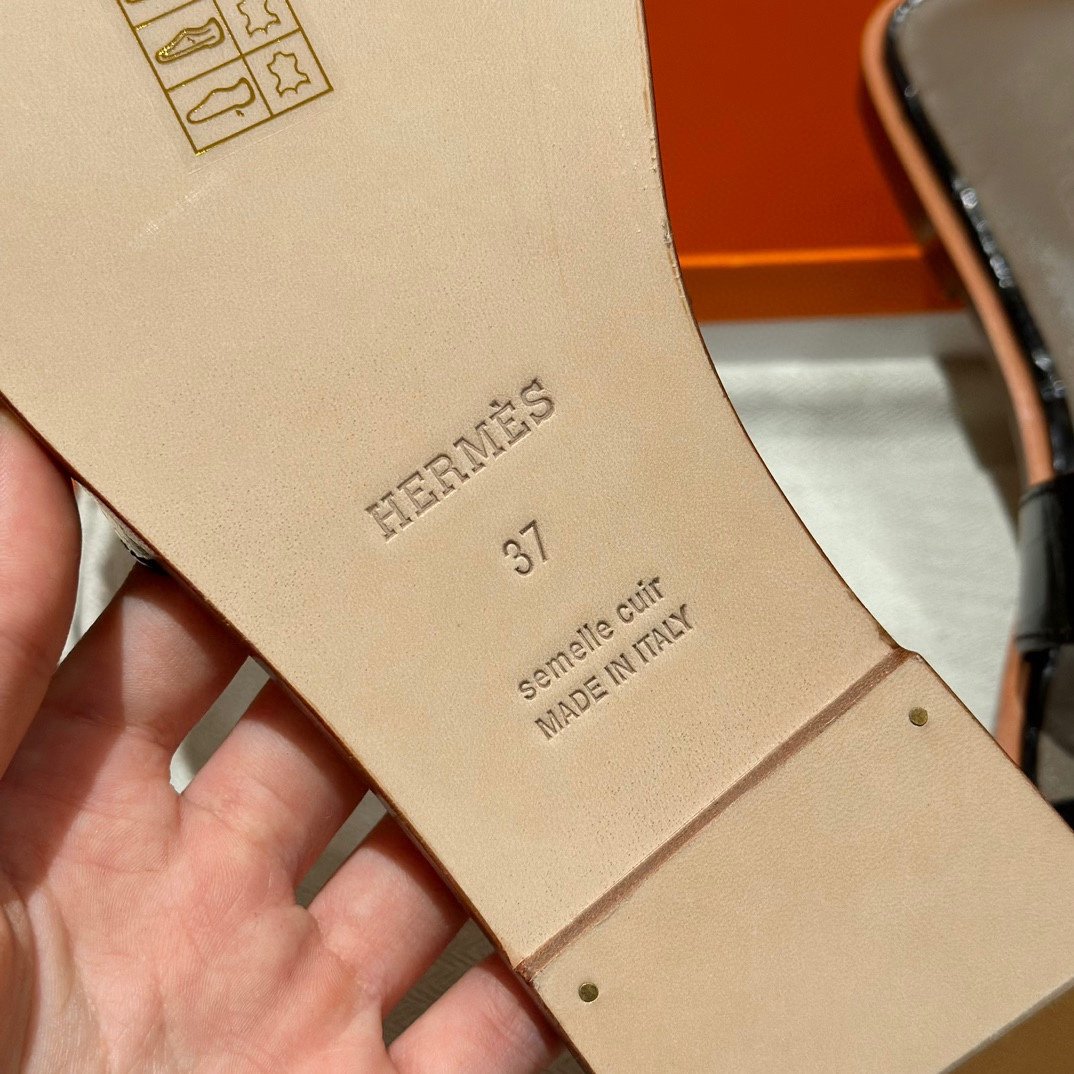 HERMÈS
37
semelle cuir
MADE IN ITALY